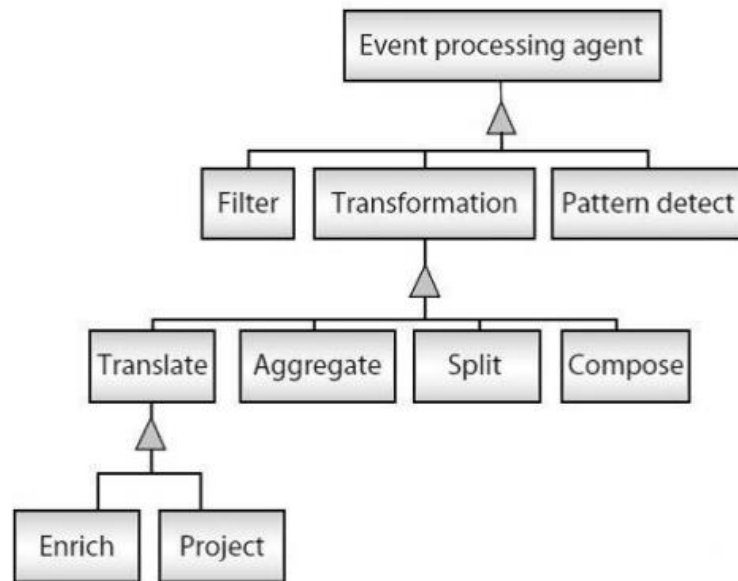 Event processing agent
Filter
Transformation
Pattern detect
Translate
Aggregate
Split
Compose
Enrich
Project